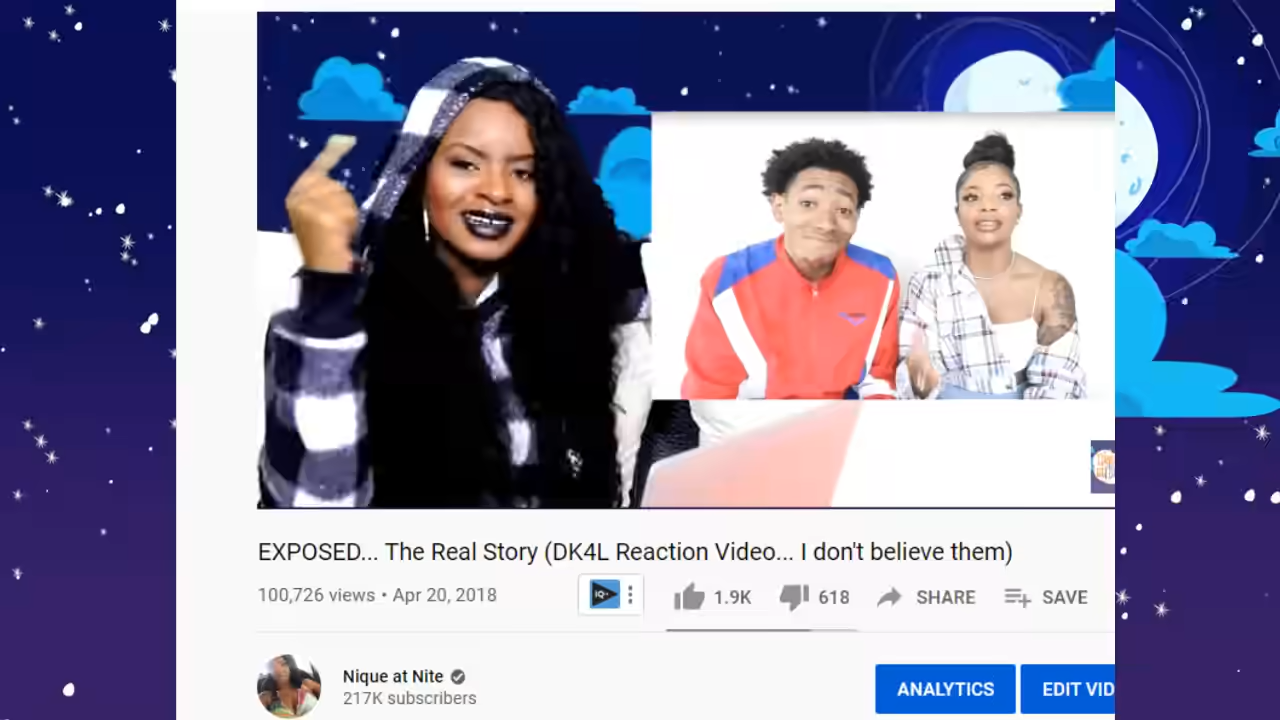 EXPOSED... The Real Story (DK4L Reaction Video... I don't believe them)
100,726 views • Apr 20, 2018
IQ
1.9K
618
SHARE
SAVE
Nique at Nite
217K subscribers
ANALYTICS
EDIT VID